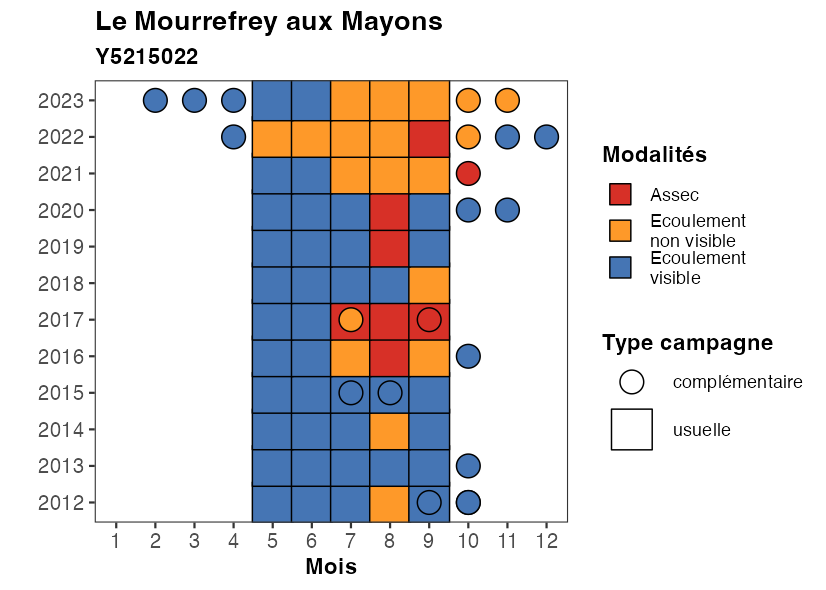 Le Mourrefrey aux Mayons
Y5215022
2023
2022
2021
2020
2019
2018
2017
2016
2015
2014
2013
2012
1 2 3 4 5 6 7 8 9 10 11 12
Mois
Modalités
Assec
Ecoulement
non visible
Ecoulement
visible
Type campagne
complémentaire
usuelle